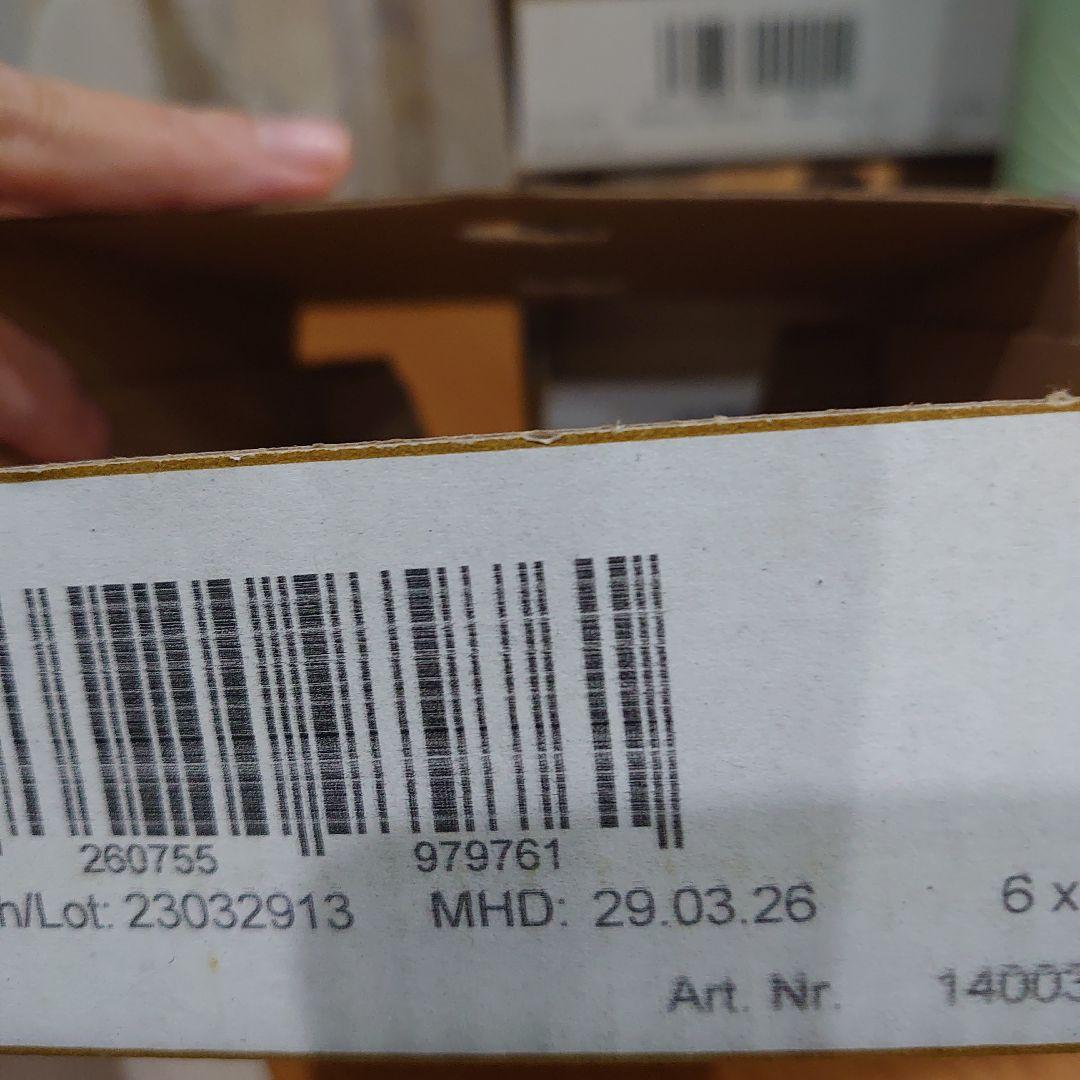 260755 979761
n/Lot: 23032913 MHD: 29.03.26 6 x
Art. Nr. 14003